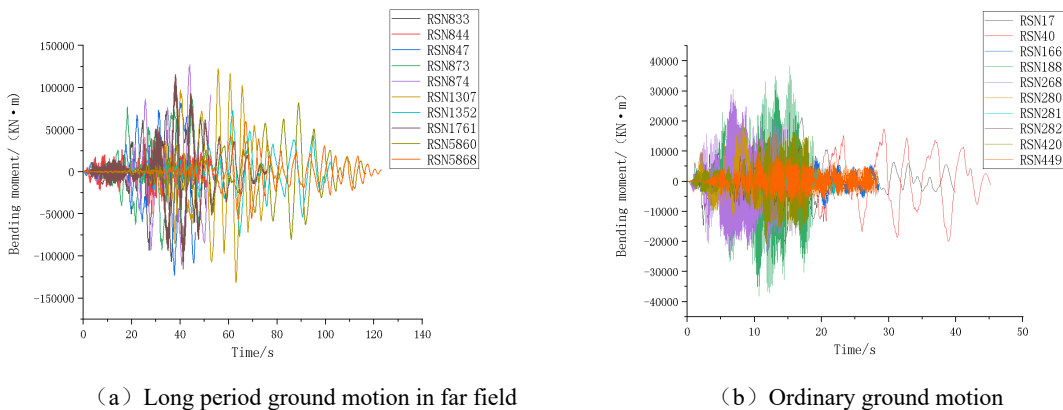 RSN833
RSN844
RSN847
RSN873
RSN874
RSN1307
RSN1352
RSN1761
RSN5860
RSN5868
150000
100000
50000
0
-50000
-100000
-150000
Bending moment/（KN·m）
0 20 40 60 80 100 120 140
Time/s
（a）Long period ground motion in far field
RSN17
RSN40
RSN166
RSN188
RSN268
RSN280
RSN281
RSN282
RSN420
RSN449
40000
30000
20000
10000
0
-10000
-20000
-30000
-40000
Bending moment/（KN·m）
0 10 20 30 40 50
Time/s
（b）Ordinary ground motion